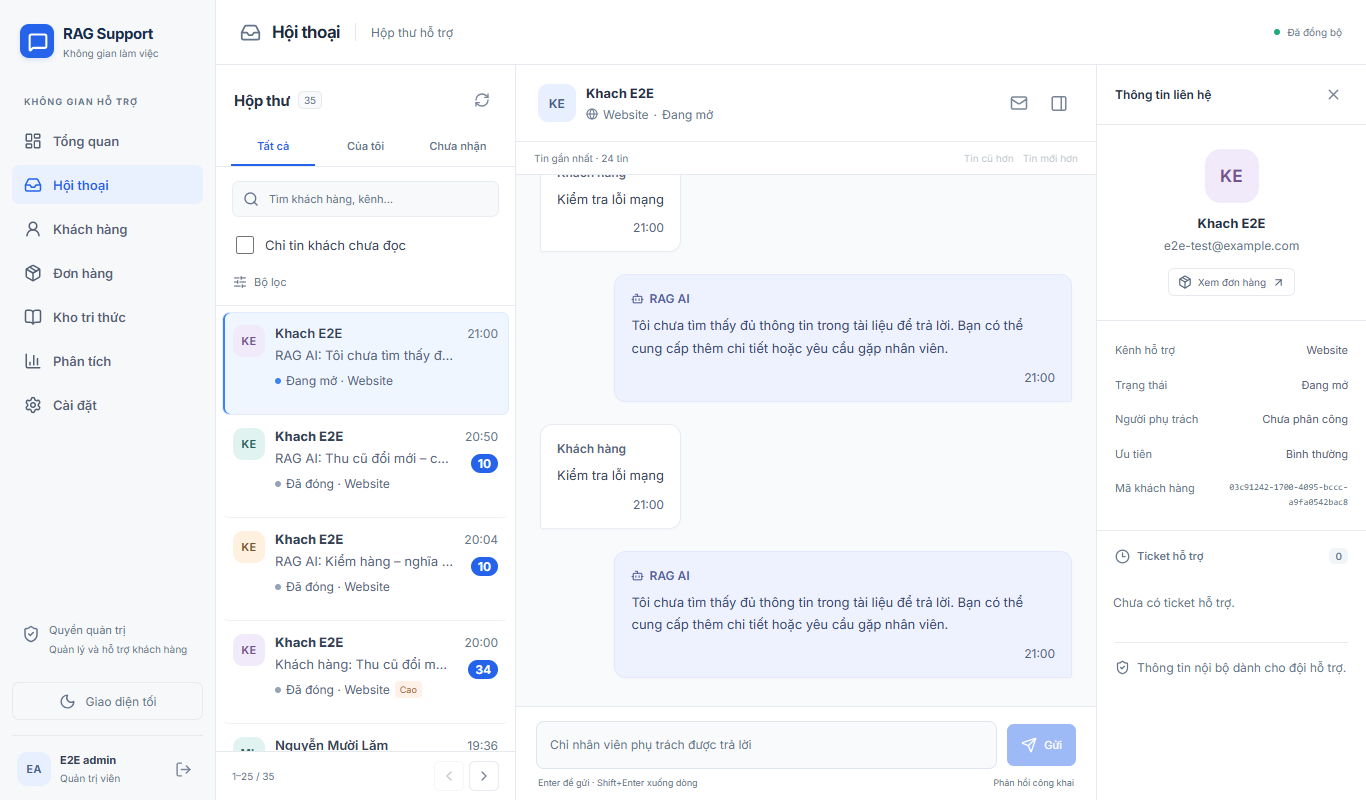 RAG Support
Không gian làm việc
KHÔNG GIAN HỖ TRỢ
Tổng quan
Hội thoại
Khách hàng
Đơn hàng
Kho tri thức
Phân tích
Cài đặt
Quyền quản trị
Quản lý và hỗ trợ khách hàng
Giao diện tối
EA
E2E admin
Quản trị viên
Hội thoại
Hộp thư hỗ trợ
Đã đồng bộ
Hộp thư 35
Tất cả
Của tôi
Chưa nhận
Tìm khách hàng, kênh...
Chỉ tin khách chưa đọc
Bộ lọc
KE
Khach E2E 21:00
RAG AI: Tôi chưa tìm thấy đ...
Đang mở · Website
KE
Khach E2E 20:50
RAG AI: Thu cũ đổi mới – c... 10
Đã đóng · Website
KE
Khach E2E 20:04
RAG AI: Kiểm hàng – nghĩa ... 10
Đã đóng · Website
KE
Khach E2E 20:00
Khách hàng: Thu cũ đổi m... 34
Đã đóng · Website Cao
Nguyễn Mười Lăm 19:36
1–25 / 35
KE
Khach E2E
Website · Đang mở
Tin gần nhất · 24 tin
Tin cũ hơn
Tin mới hơn
Khách hàng
Kiểm tra lỗi mạng
21:00
RAG AI
Tôi chưa tìm thấy đủ thông tin trong tài liệu để trả lời. Bạn có thể
cung cấp thêm chi tiết hoặc yêu cầu gặp nhân viên.
21:00
Khách hàng
Kiểm tra lỗi mạng
21:00
RAG AI
Tôi chưa tìm thấy đủ thông tin trong tài liệu để trả lời. Bạn có thể
cung cấp thêm chi tiết hoặc yêu cầu gặp nhân viên.
21:00
Chỉ nhân viên phụ trách được trả lời
Gửi
Enter để gửi · Shift+Enter xuống dòng
Phản hồi công khai
Thông tin liên hệ
KE
Khach E2E
e2e-test@example.com
Xem đơn hàng
Kênh hỗ trợ Website
Trạng thái Đang mở
Người phụ trách Chưa phân công
Ưu tiên Bình thường
Mã khách hàng 03c91242-1700-4095-bccc-
a9fa0542bac8
Ticket hỗ trợ 0
Chưa có ticket hỗ trợ.
Thông tin nội bộ dành cho đội hỗ trợ.